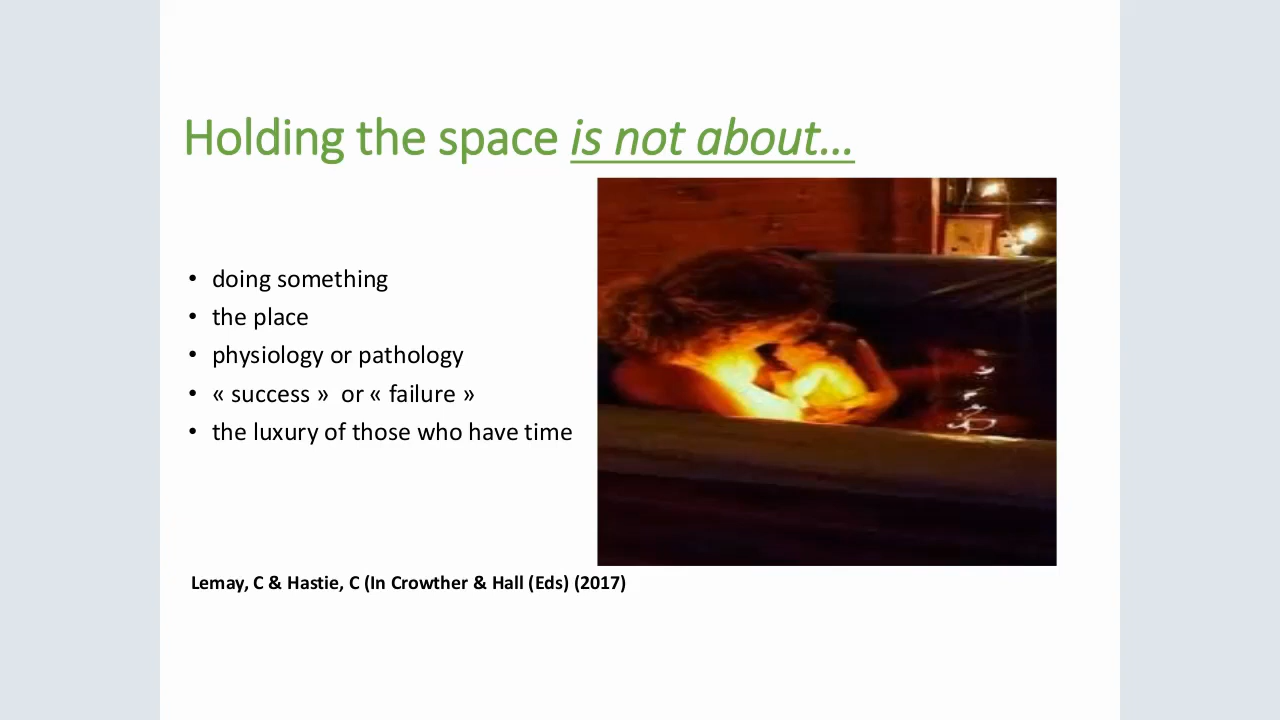 Holding the space is not about...
• doing something
• the place
• physiology or pathology
• « success »  or « failure »
• the luxury of those who have time
Lemay, C & Hastie, C (In Crowther & Hall (Eds) (2017)